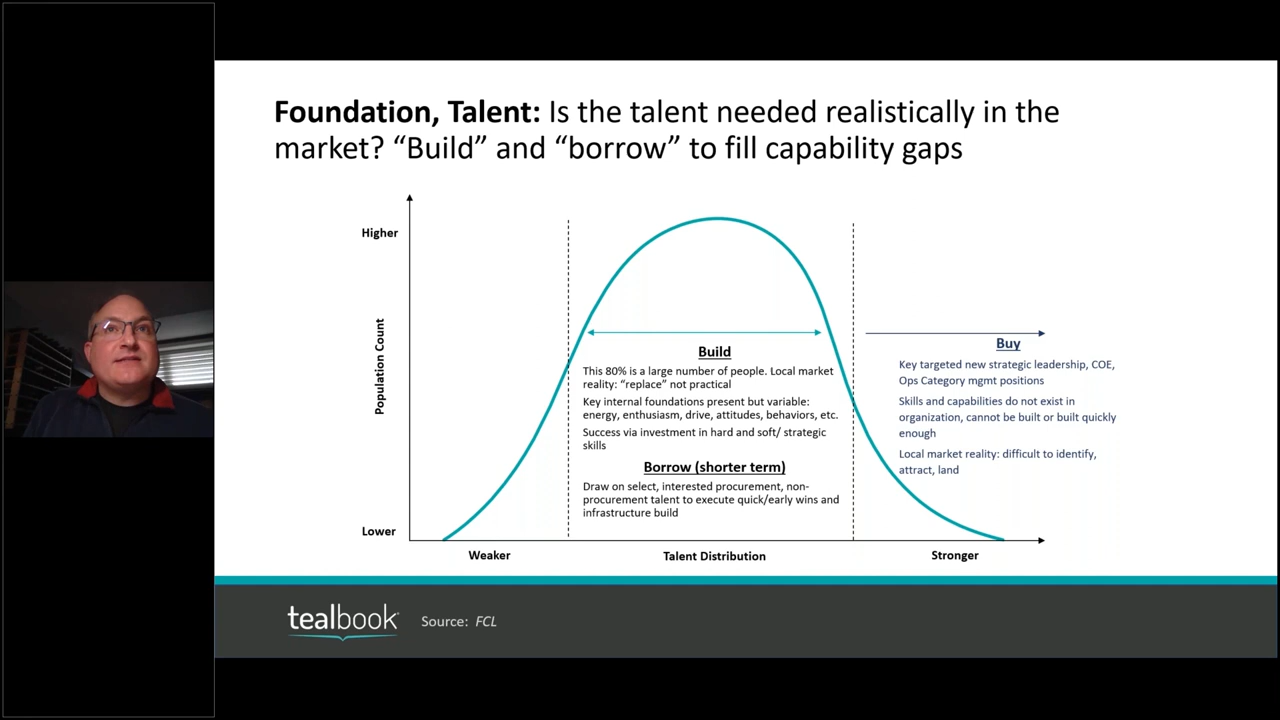 Foundation, Talent: Is the talent needed realistically in the
market? “Build” and “borrow” to fill capability gaps
Higher
Population Count
Lower
Build
This 80% is a large number of people. Local market
reality: “replace” not practical
Key internal foundations present but variable:
energy, enthusiasm, drive, attitudes, behaviors, etc.
Success via investment in hard and soft/ strategic
skills
Borrow (shorter term)
Draw on select, interested procurement, non-
procurement talent to execute quick/early wins and
infrastructure build
Buy
Key targeted new strategic leadership, COE,
Ops Category mgmt positions
Skills and capabilities do not exist in
organization, cannot be built or built quickly
enough
Local market reality: difficult to identify,
attract, land
Weaker
Talent Distribution
Stronger
tealbook
Source: FCL